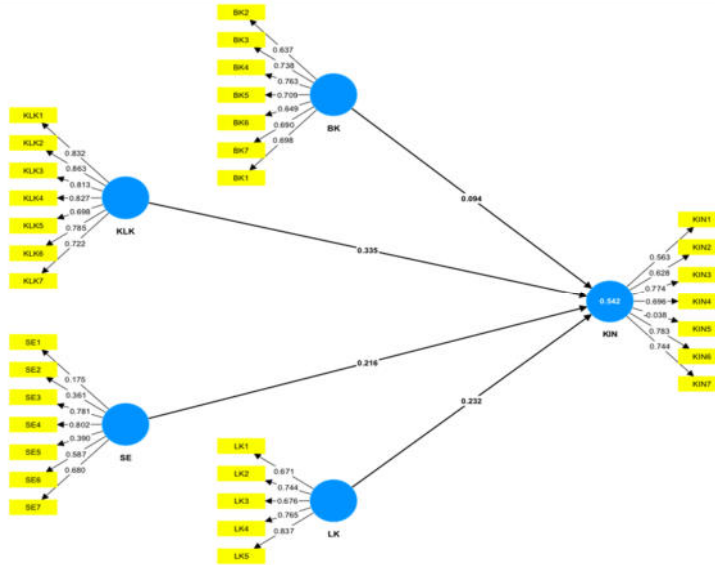 BK2
BK3
BK4
BK5
BK6
BK7
BK1
0.637
0.738
0.763
0.709
0.649
0.690
0.698
BK
KLK1
KLK2
KLK3
KLK4
KLK5
KLK6
KLK7
0.832
0.863
0.813
0.827
0.698
0.785
0.722
KLK
0.094
0.335
0.216
0.232
KIN1
KIN2
KIN3
KIN4
KIN5
KIN6
KIN7
0.563
0.628
0.774
0.696
-0.038
0.783
0.744
0.542
KIN
SE1
SE2
SE3
SE4
SE5
SE6
SE7
0.175
0.361
0.781
0.802
0.390
0.587
0.680
SE
LK1
LK2
LK3
LK4
LK5
0.671
0.744
0.676
0.765
0.837
LK